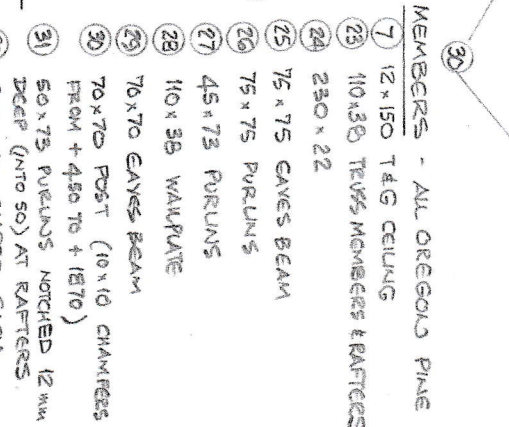 30
MEMBERS - ALL OREGON PINE
7 12 x 150 T&G CEILING
23 110x38 TRUSS MEMBERS & RAFTERS
24 230 x 22
25 75 x 75 EAVES BEAM
26 75 x 75 PURLINS
27 45 x 73 PURLINS
28 110 x 38 WALLPLATE
29 70 x 70 EAVES BEAM
30 70 x 70 POST (10 x 10 CHAMFERS
FROM + 450 TO + 1870)
31 50 x 73 PURLINS NOTCHED 12 mm
DEEP (INTO 50) AT RAFTERS